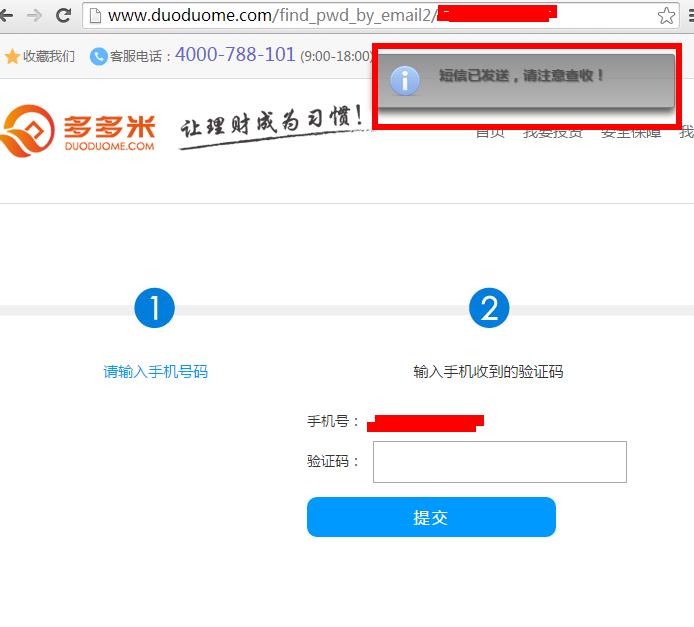 www.duoduome.com/find_pwd_by_email2/
收藏我们 客服电话：4000-788-101 (9:00-18:00)
短信已发送，请注意查收！
多多米
DUODUOME.COM
让理财成为习惯！
首页 我要投资 安全保障 我
1 2
请输入手机号码 输入手机收到的验证码
手机号：
验证码：
提交